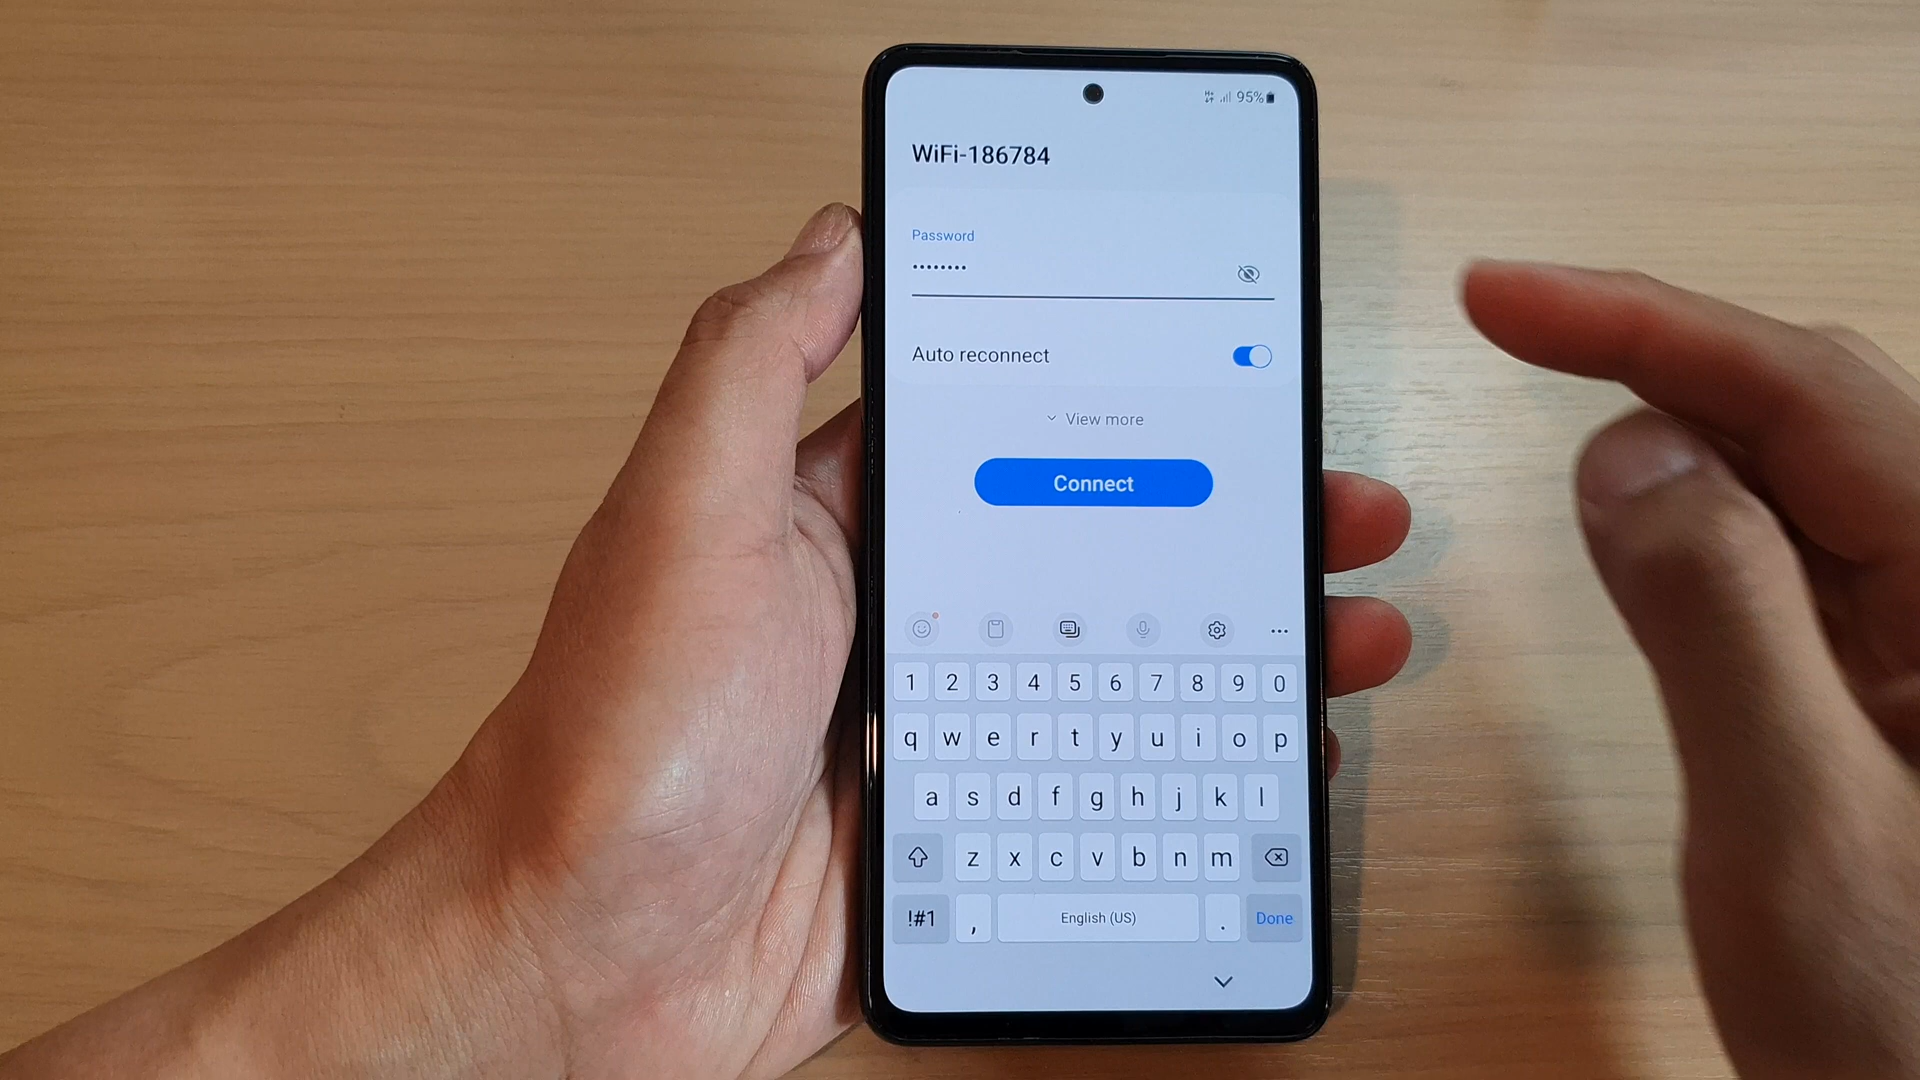 95%
WiFi-186784
Password
••••••••
Auto reconnect
View more
Connect
1 2 3 4 5 6 7 8 9 0
q w e r t y u i o p
a s d f g h j k l
z x c v b n m
!#1 , English (US) . Done